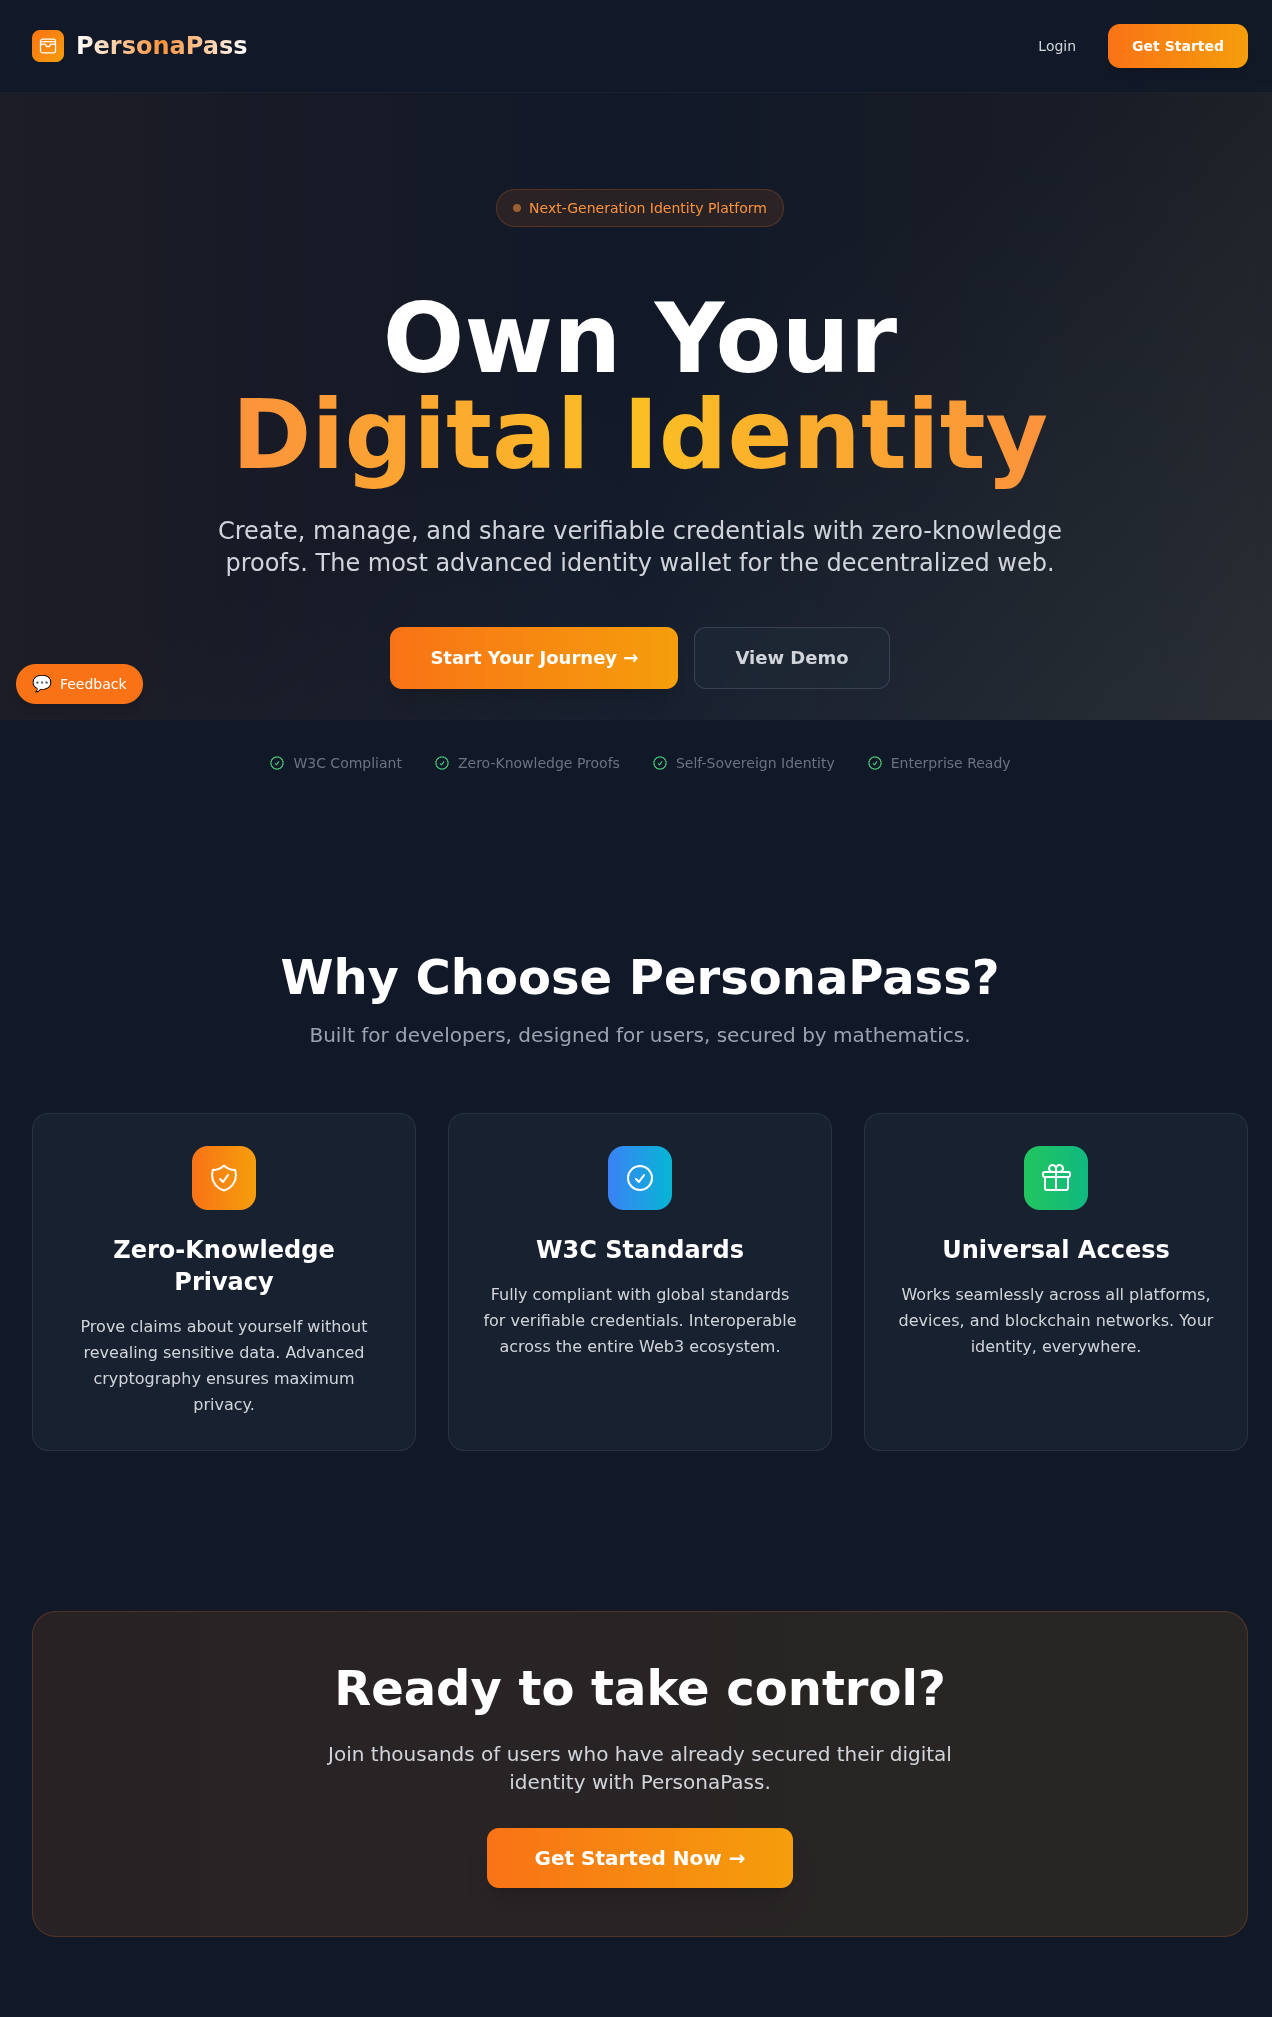 PersonaPass
Login
Get Started
Next-Generation Identity Platform
Own Your
Digital Identity
Create, manage, and share verifiable credentials with zero-knowledge
proofs. The most advanced identity wallet for the decentralized web.
Start Your Journey →
View Demo
💬 Feedback
W3C Compliant
Zero-Knowledge Proofs
Self-Sovereign Identity
Enterprise Ready
Why Choose PersonaPass?
Built for developers, designed for users, secured by mathematics.
Zero-Knowledge
Privacy
Prove claims about yourself without
revealing sensitive data. Advanced
cryptography ensures maximum
privacy.
W3C Standards
Fully compliant with global standards
for verifiable credentials. Interoperable
across the entire Web3 ecosystem.
Universal Access
Works seamlessly across all platforms,
devices, and blockchain networks. Your
identity, everywhere.
Ready to take control?
Join thousands of users who have already secured their digital
identity with PersonaPass.
Get Started Now →